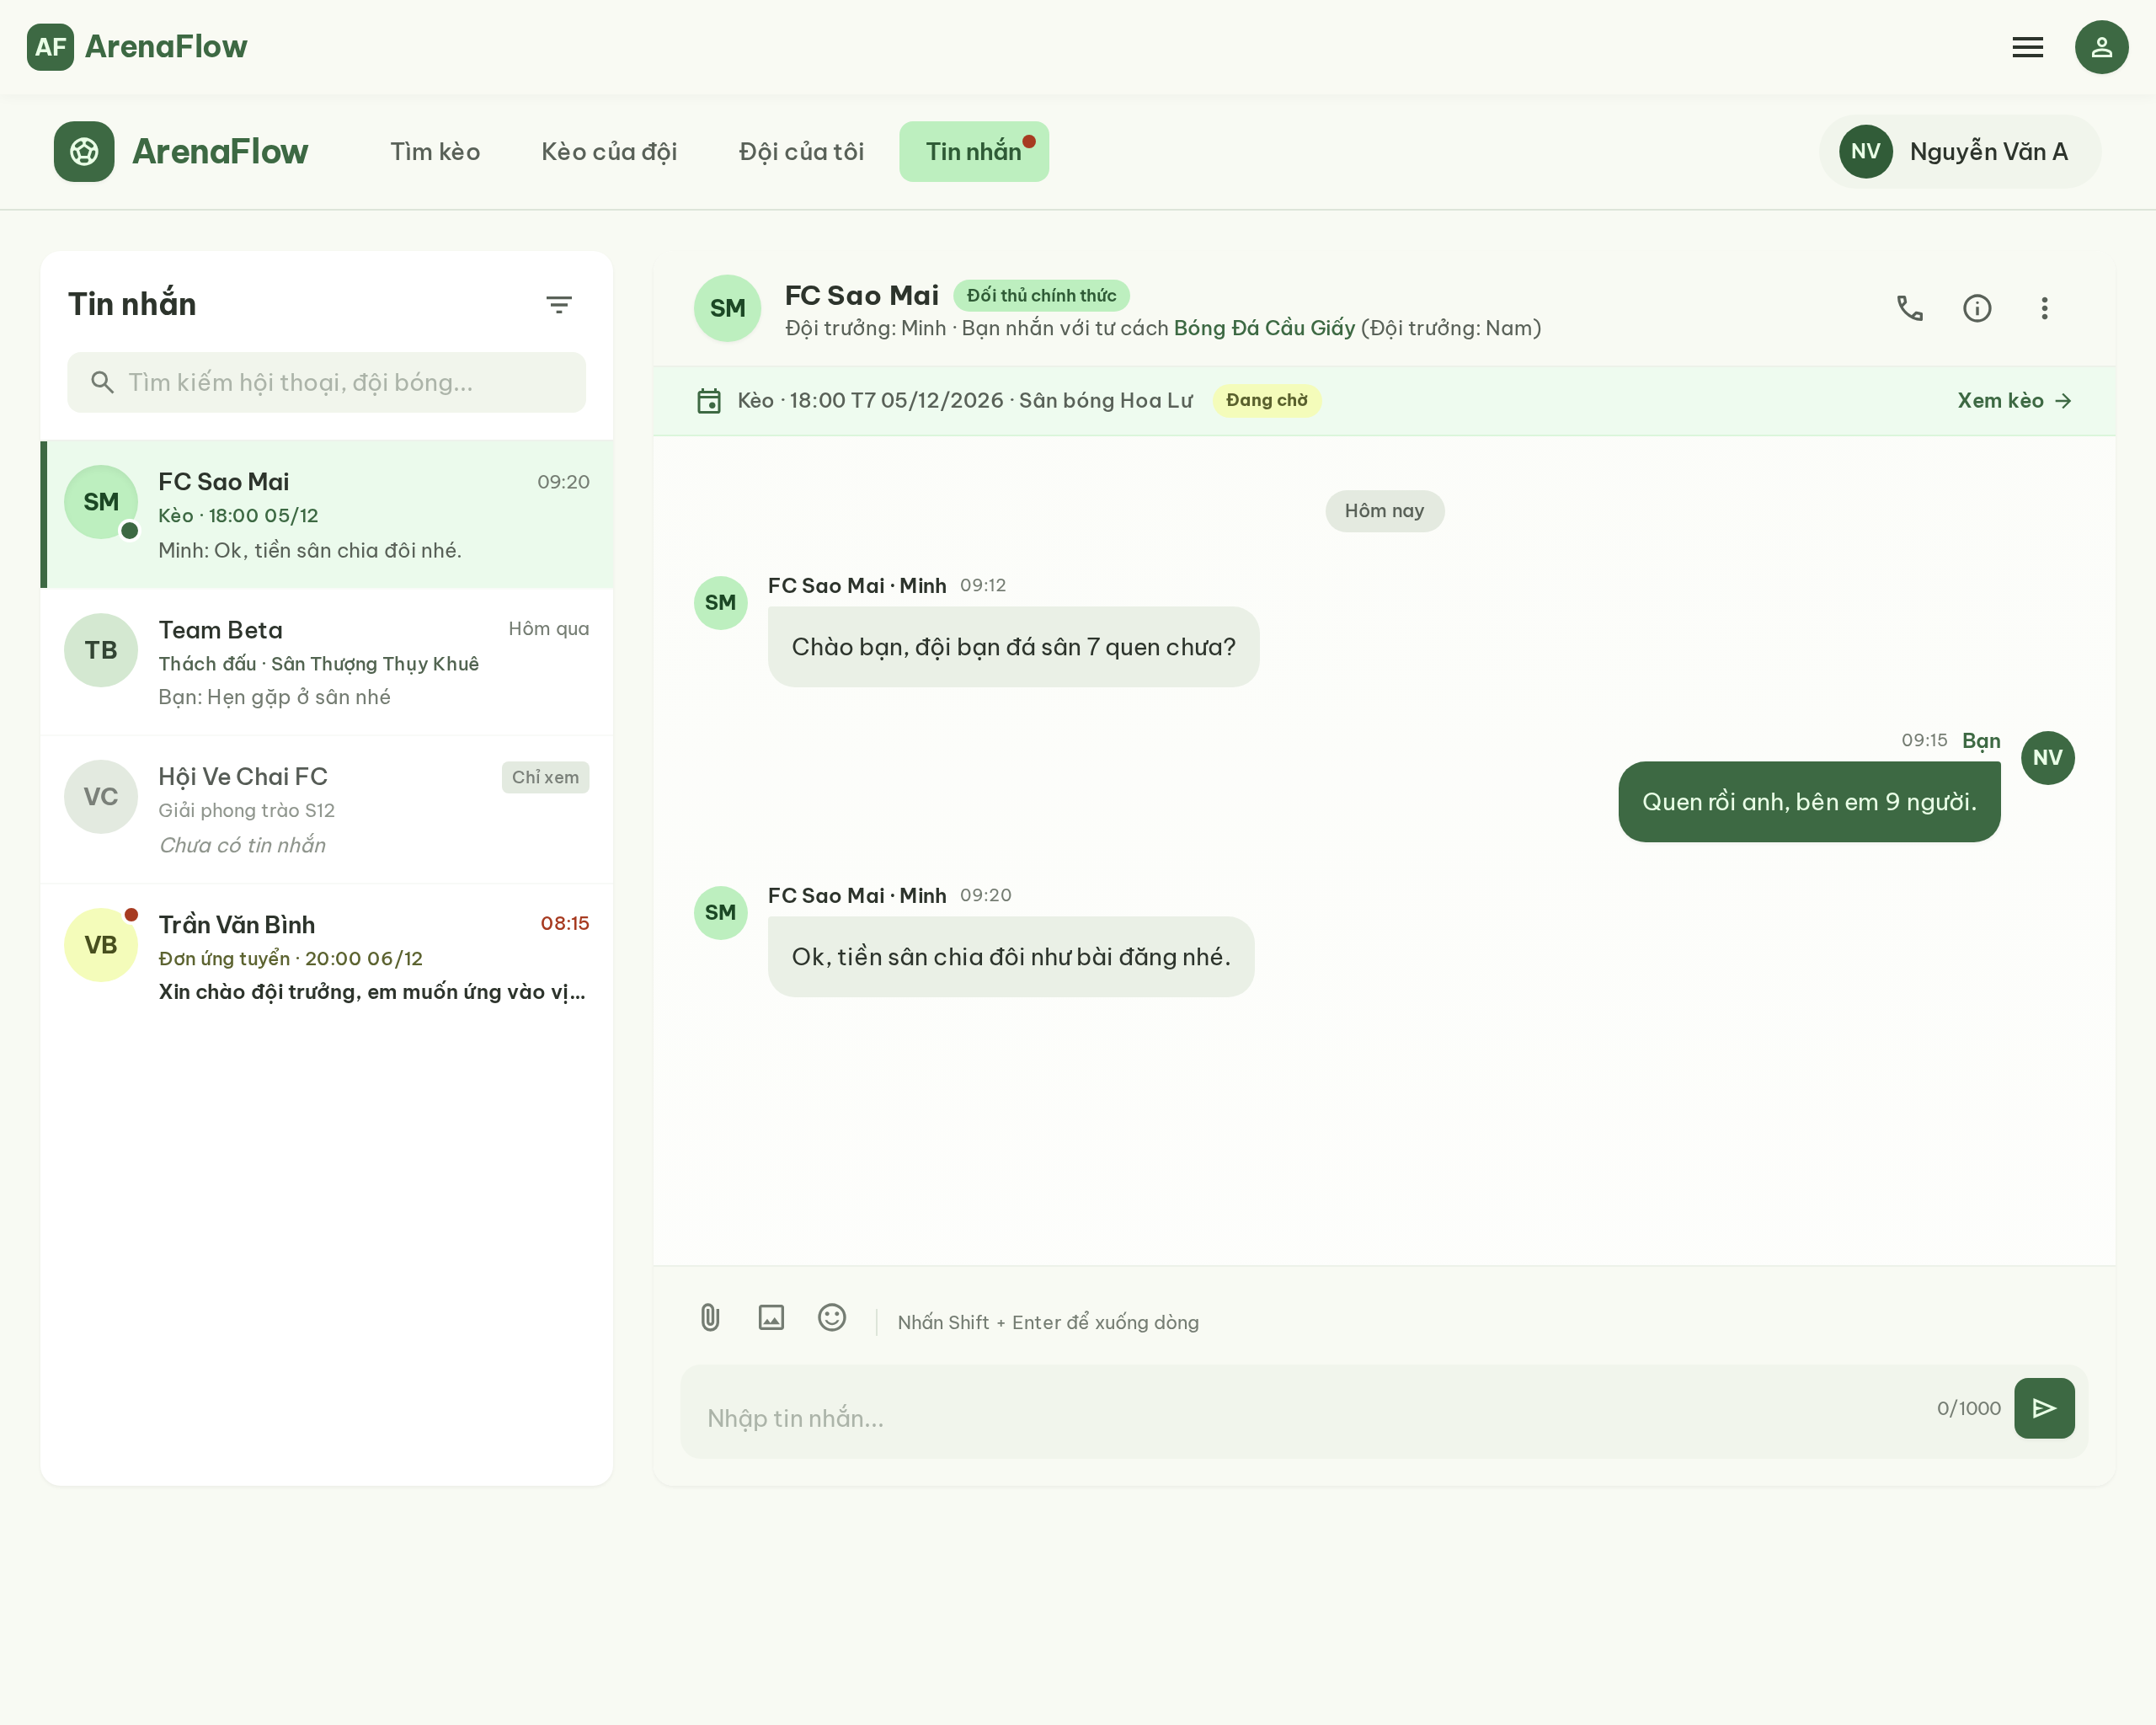 AF ArenaFlow
ArenaFlow Tìm kèo Kèo của đội Đội của tôi Tin nhắn NV Nguyễn Văn A
Tin nhắn
Tìm kiếm hội thoại, đội bóng...
SM FC Sao Mai 09:20
Kèo · 18:00 05/12
Minh: Ok, tiền sân chia đôi nhé.
TB Team Beta Hôm qua
Thách đấu · Sân Thượng Thụy Khuê
Bạn: Hẹn gặp ở sân nhé
VC Hội Ve Chai FC Chỉ xem
Giải phong trào S12
Chưa có tin nhắn
VB Trần Văn Bình 08:15
Đơn ứng tuyển · 20:00 06/12
Xin chào đội trưởng, em muốn ứng vào vị...
SM FC Sao Mai Đối thủ chính thức
Đội trưởng: Minh · Bạn nhắn với tư cách Bóng Đá Cầu Giấy (Đội trưởng: Nam)
Kèo · 18:00 T7 05/12/2026 · Sân bóng Hoa Lư Đang chờ Xem kèo →
Hôm nay
SM FC Sao Mai · Minh 09:12
Chào bạn, đội bạn đá sân 7 quen chưa?
09:15 Bạn NV
Quen rồi anh, bên em 9 người.
SM FC Sao Mai · Minh 09:20
Ok, tiền sân chia đôi như bài đăng nhé.
Nhấn Shift + Enter để xuống dòng
Nhập tin nhắn... 0/1000